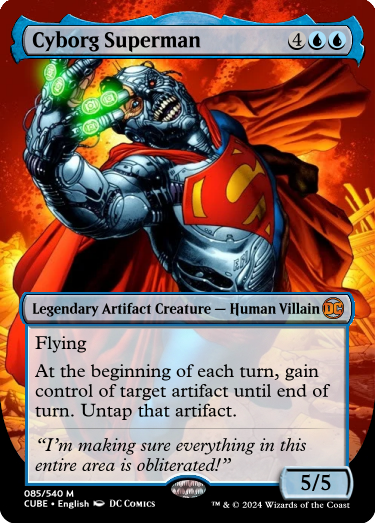 Cyborg Superman 4
Legendary Artifact Creature — Human Villain DC
Flying
At the beginning of each turn, gain
control of target artifact until end of
turn. Untap that artifact.
“I’m making sure everything in this
entire area is obliterated!”
5/5
085/540 M
CUBE • English DC COMICS
™ & © 2024 Wizards of the Coast